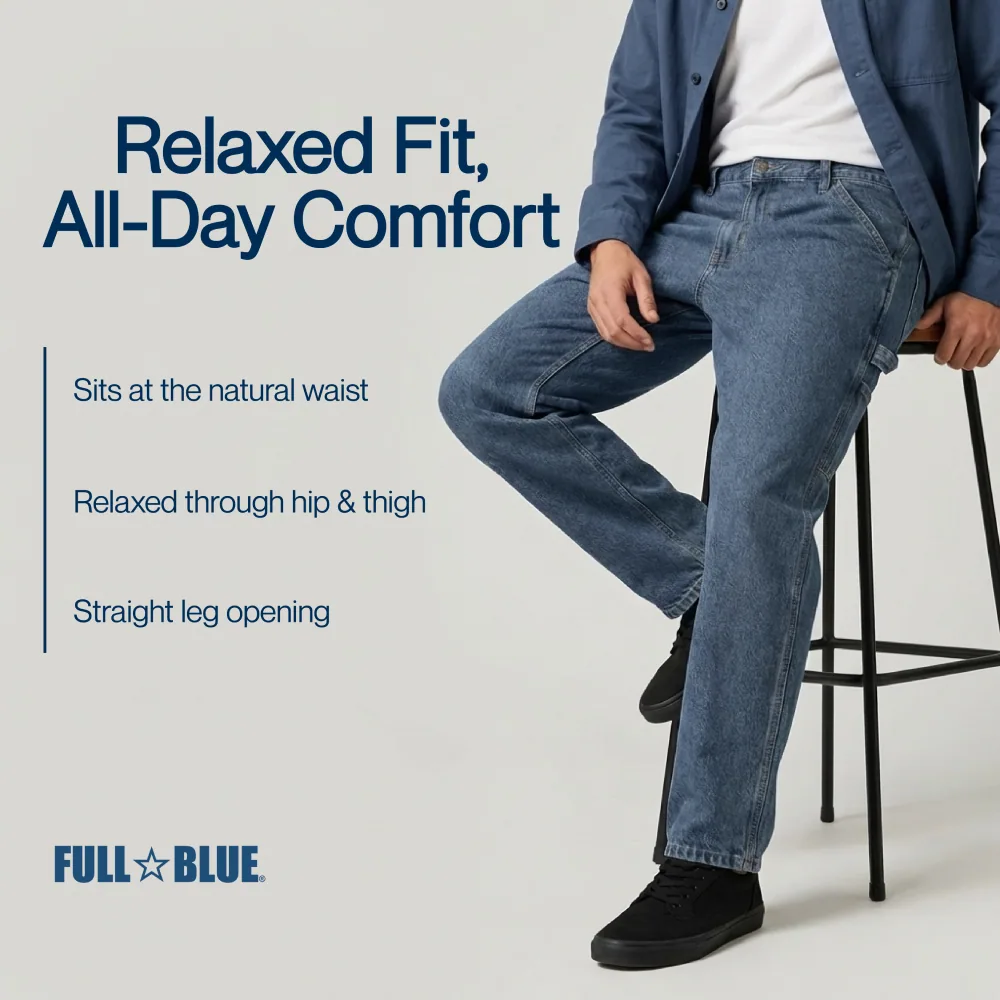 Relaxed Fit,
All-Day Comfort
Sits at the natural waist
Relaxed through hip & thigh
Straight leg opening
FULL☆BLUE®